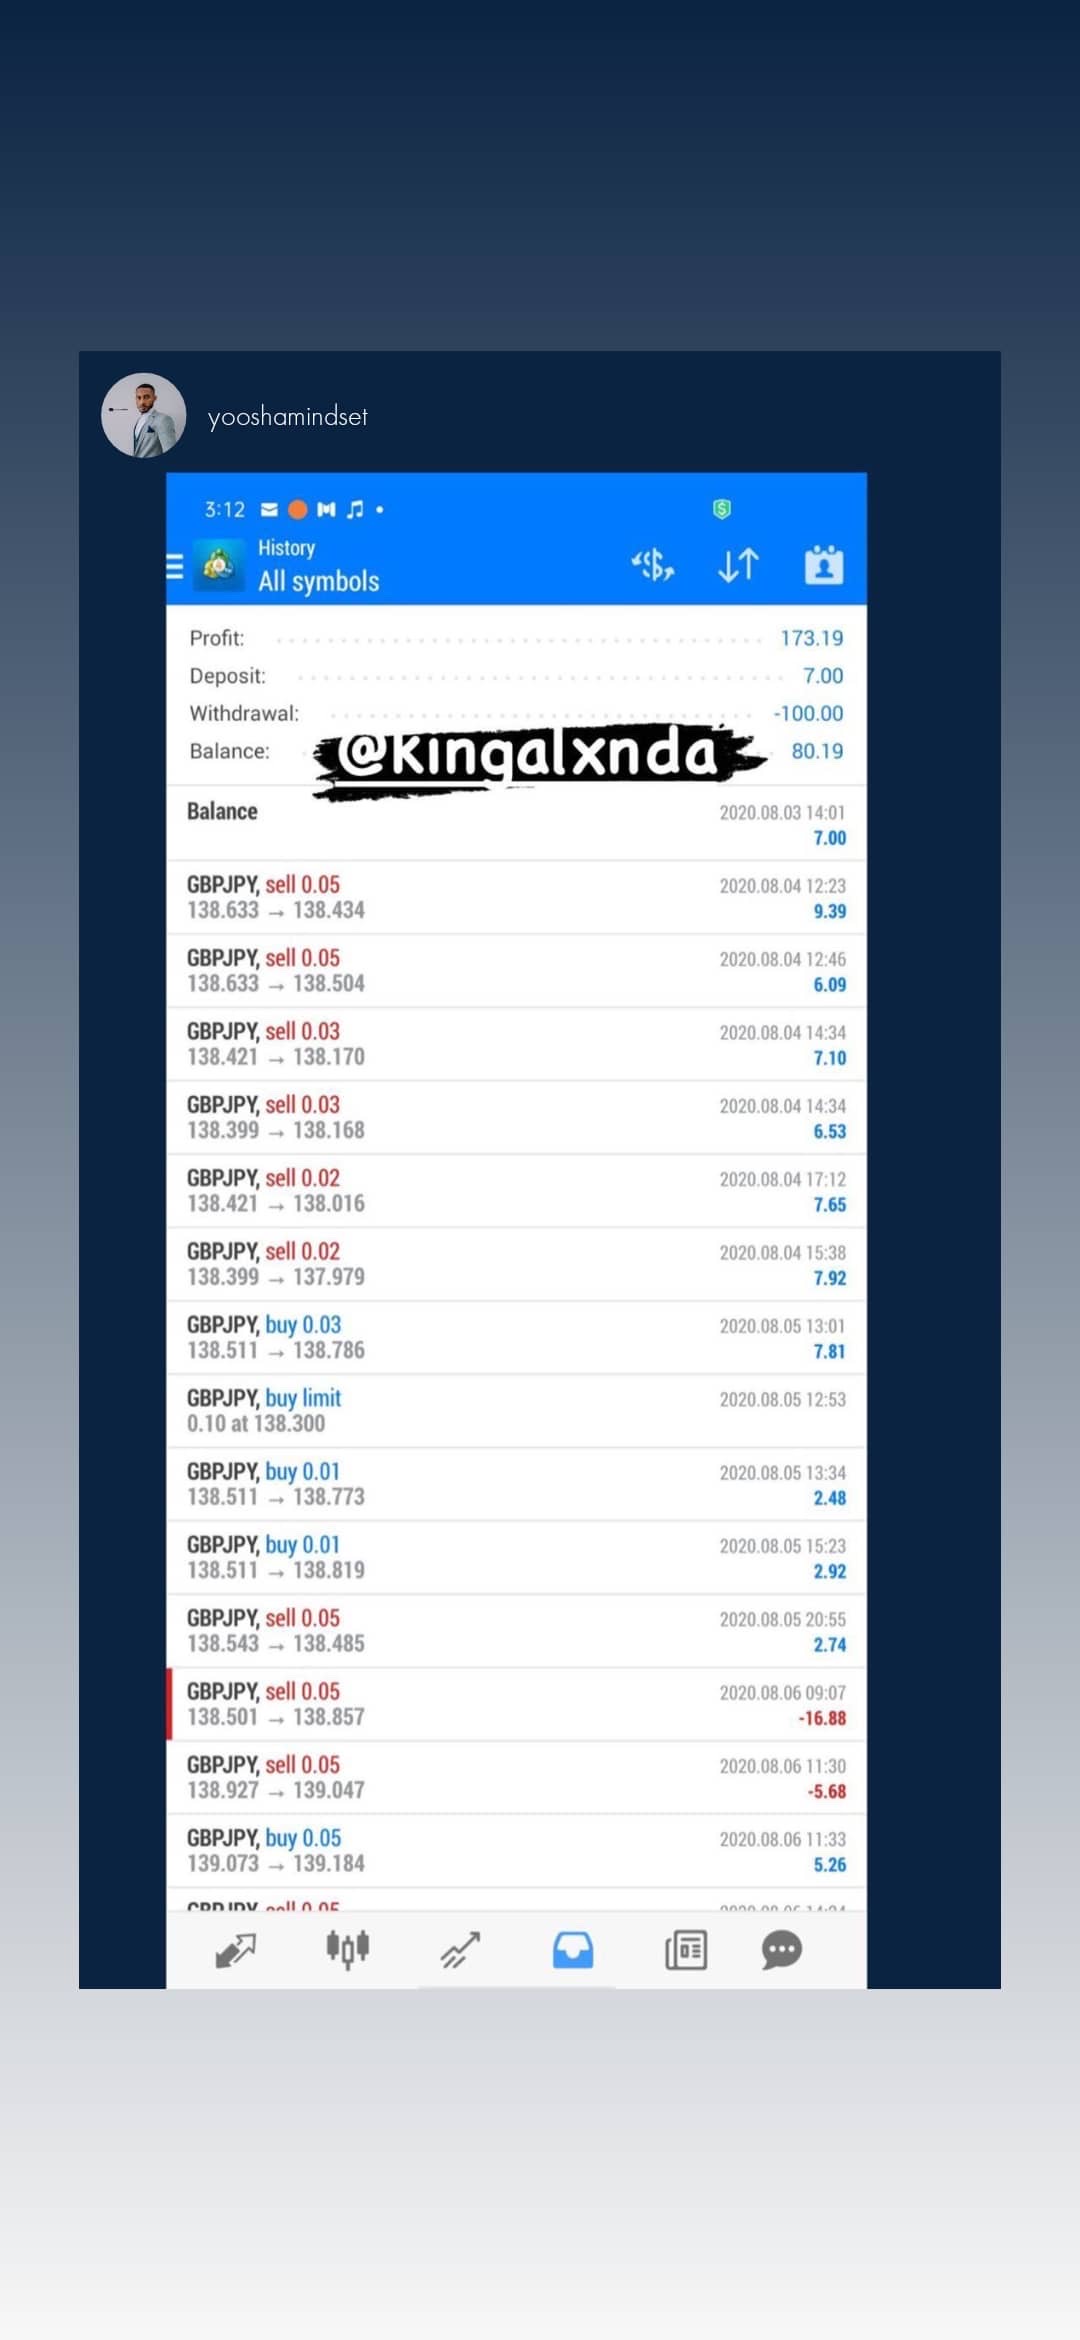 yooshamindset
3:12
History
All symbols
Profit: 173.19
Deposit: 7.00
Withdrawal: -100.00
Balance: 80.19
@kingalxnda
Balance 2020.08.03 14:01
7.00
GBPJPY, sell 0.05 2020.08.04 12:23
138.633 → 138.434 9.39
GBPJPY, sell 0.05 2020.08.04 12:46
138.633 → 138.504 6.09
GBPJPY, sell 0.03 2020.08.04 14:34
138.421 → 138.170 7.10
GBPJPY, sell 0.03 2020.08.04 14:34
138.399 → 138.168 6.53
GBPJPY, sell 0.02 2020.08.04 17:12
138.421 → 138.016 7.65
GBPJPY, sell 0.02 2020.08.04 15:38
138.399 → 137.979 7.92
GBPJPY, buy 0.03 2020.08.05 13:01
138.511 → 138.786 7.81
GBPJPY, buy limit 2020.08.05 12:53
0.10 at 138.300
GBPJPY, buy 0.01 2020.08.05 13:34
138.511 → 138.773 2.48
GBPJPY, buy 0.01 2020.08.05 15:23
138.511 → 138.819 2.92
GBPJPY, sell 0.05 2020.08.05 20:55
138.543 → 138.485 2.74
GBPJPY, sell 0.05 2020.08.06 09:07
138.501 → 138.857 -16.88
GBPJPY, sell 0.05 2020.08.06 11:30
138.927 → 139.047 -5.68
GBPJPY, buy 0.05 2020.08.06 11:33
139.073 → 139.184 5.26